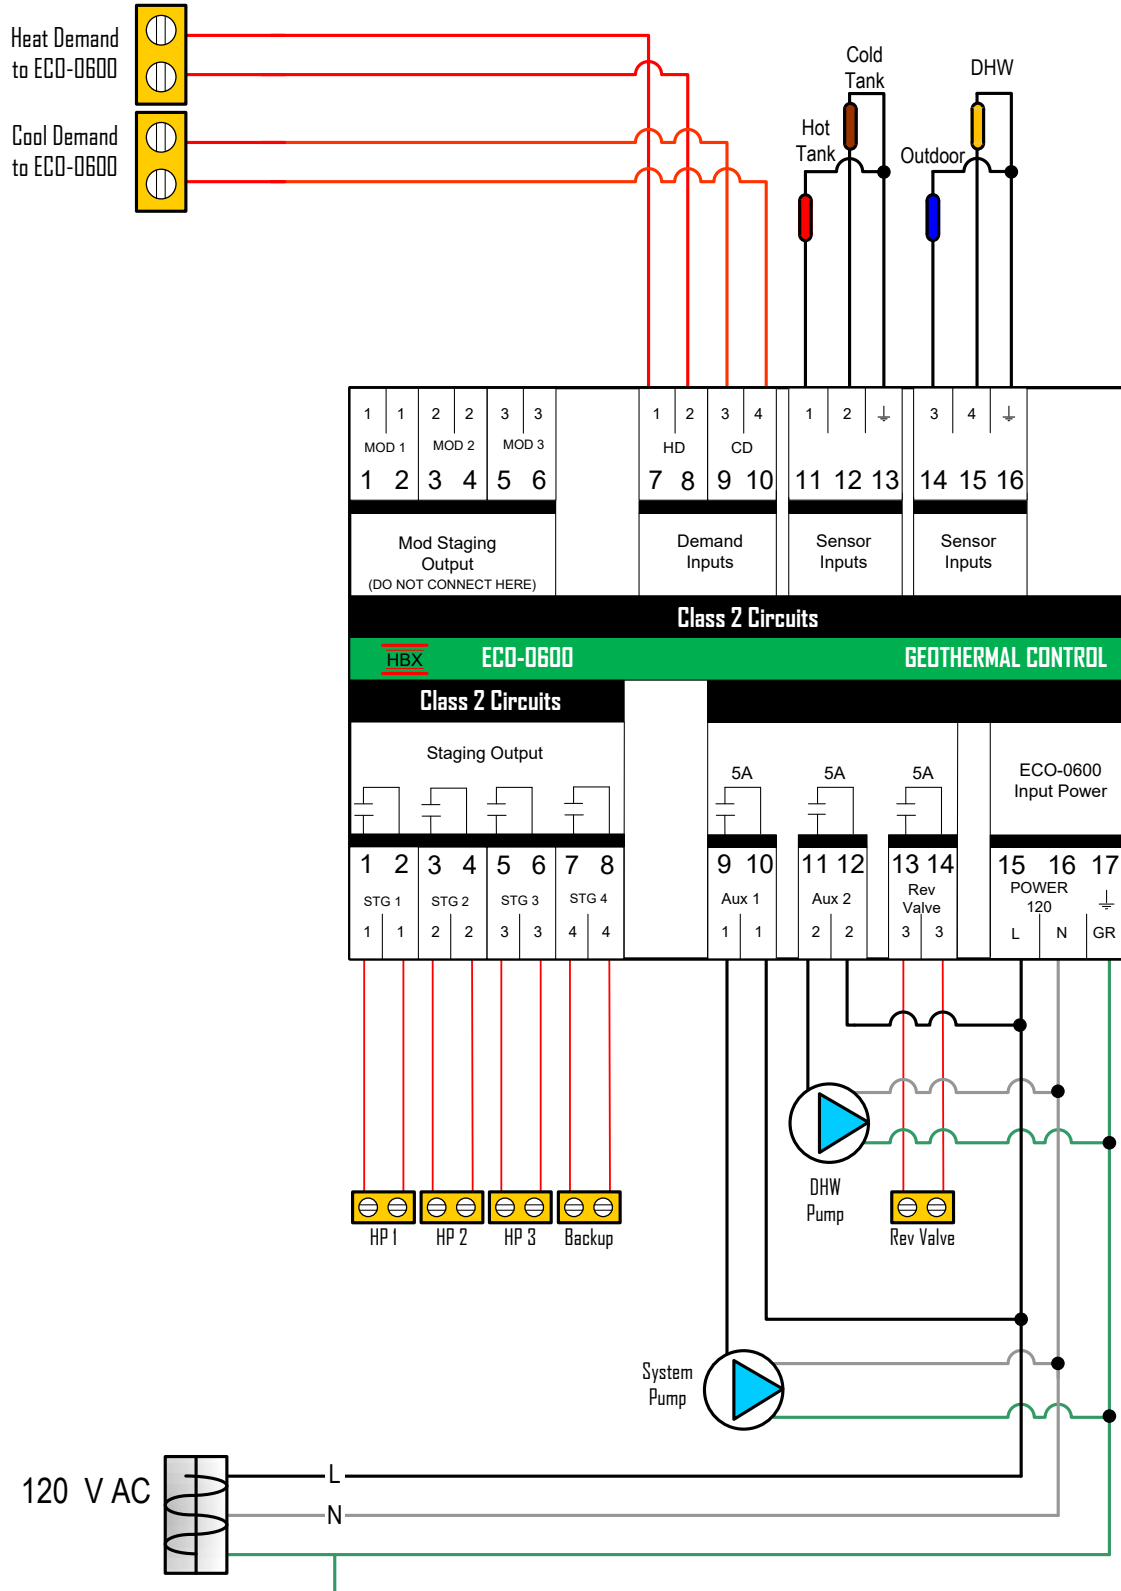 Heat Demand
to ECO-0600
Cool Demand
to ECO-0600
Cold
Tank
DHW
Hot
Tank
Outdoor
1 1 2 2 3 3
MOD 1 MOD 2 MOD 3
1 2 3 4 5 6
1 2 3 4
HD CD
7 8 9 10
1 2
11 12 13
3 4
14 15 16
Mod Staging
Output
(DO NOT CONNECT HERE)
Demand
Inputs
Sensor
Inputs
Sensor
Inputs
Class 2 Circuits
HBX ECO-0600 GEOTHERMAL CONTROL
Class 2 Circuits
Staging Output
5A 5A 5A
ECO-0600
Input Power
1 2 3 4 5 6 7 8
STG 1 STG 2 STG 3 STG 4
1 1 2 2 3 3 4 4
9 10
Aux 1
1 1
11 12
Aux 2
2 2
13 14
Rev
Valve
3 3
15 16 17
POWER
120
L N GR
HP 1 HP 2 HP 3 Backup
DHW
Pump
Rev Valve
System
Pump
120 V AC
L
N